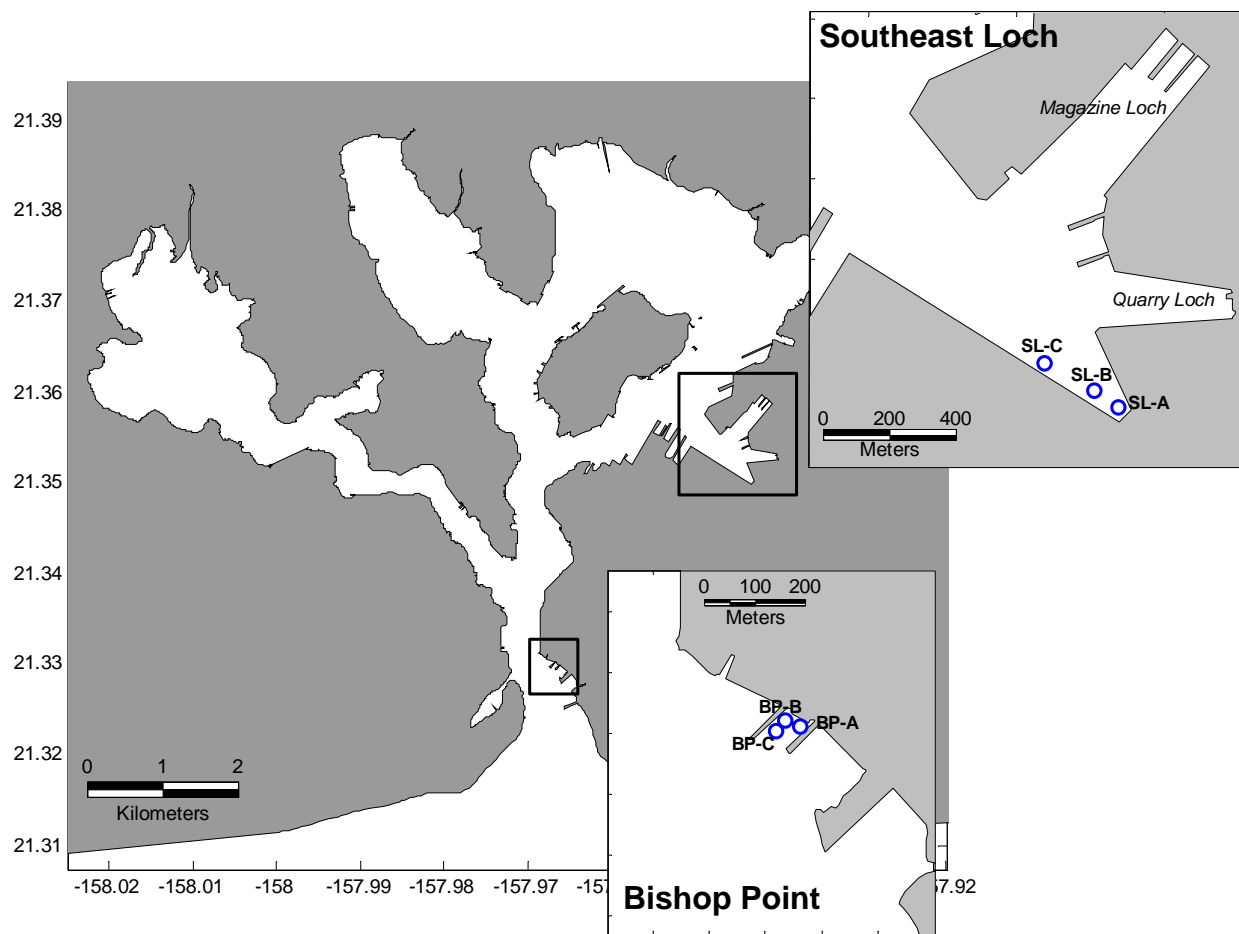 Southeast Loch
Magazine Loch
Quarry Loch
SL-C
SL-B
SL-A
0 200 400
Meters
21.39
21.38
21.37
21.36
21.35
21.34
21.33
21.32
21.31
0 100 200
Meters
BP-B
BP-A
BP-C
Bishop Point
0 1 2
Kilometers
-158.02 -158.01 -158 -157.99 -157.98 -157.97 -157 57.92